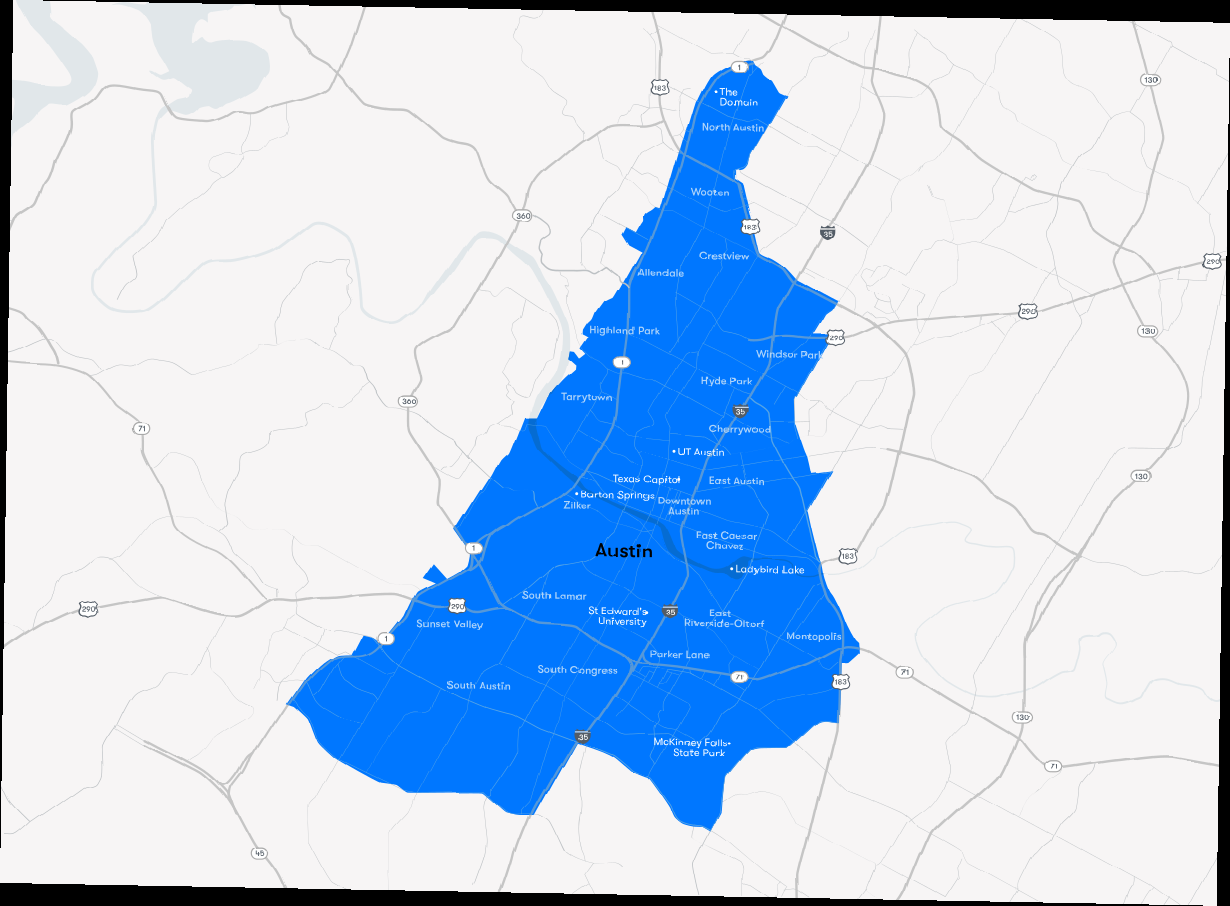 1
The
Domain
183
130
North Austin
Wooten
360
183
35
Crestview
290
Allendale
290
Highland Park
290
130
Windsor Park
1
Hyde Park
Tarrytown
360
35
71
Cherrywood
UT Austin
Texas Capitol
East Austin
130
Barton Springs
Zilker
Downtown
Austin
East Caesar
Chavez
Austin
1
183
Ladybird Lake
South Lamar
290
290
St Edward's
University
35
East
Riverside-Oltorf
Sunset Valley
1
Montopolis
Parker Lane
South Congress
71
71
183
South Austin
130
35
McKinney Falls
State Park
71
45